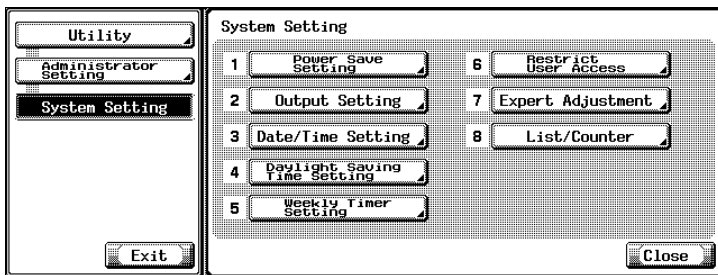 Utility
Administrator
Setting
System Setting
Exit
System Setting
1 Power Save
Setting
2 Output Setting
3 Date/Time Setting
4 Daylight Saving
Time Setting
5 Weekly Timer
Setting
6 Restrict
User Access
7 Expert Adjustment
8 List/Counter
Close